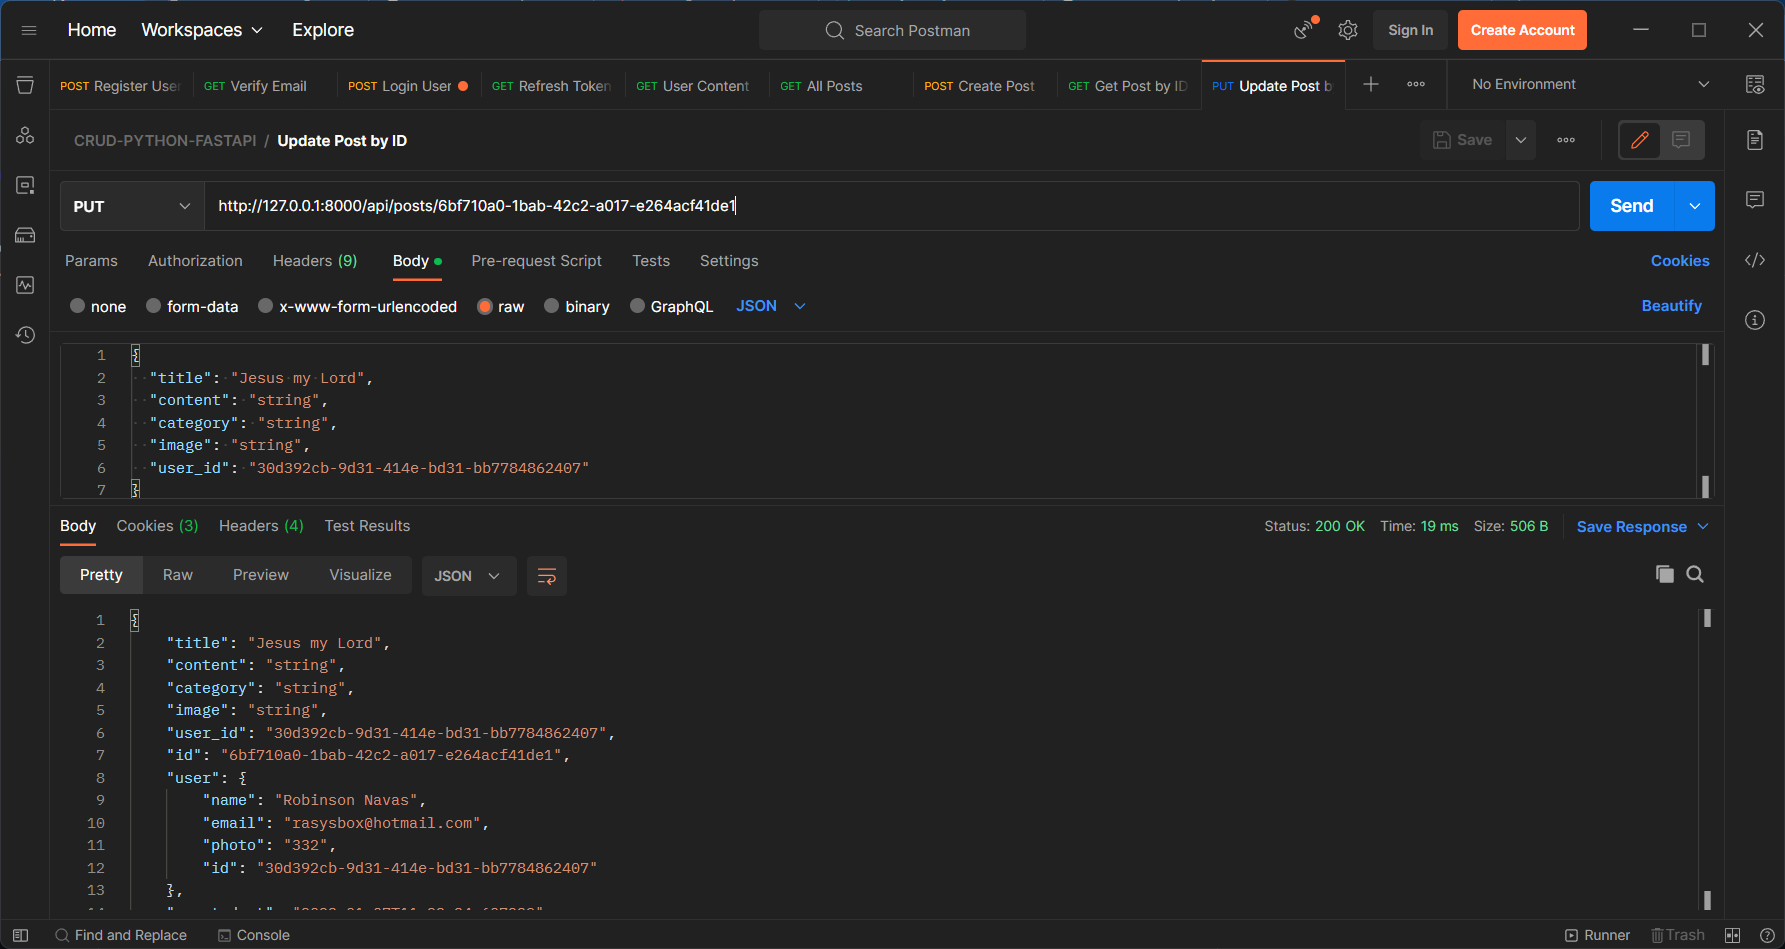 Home Workspaces Explore Search Postman Sign In Create Account
POST Register User GET Verify Email POST Login User GET Refresh Token GET User Content GET All Posts POST Create Post GET Get Post by ID PUT Update Post b No Environment
CRUD-PYTHON-FASTAPI / Update Post by ID Save
PUT http://127.0.0.1:8000/api/posts/6bf710a0-1bab-42c2-a017-e264acf41de1 Send
Params Authorization Headers (9) Body Pre-request Script Tests Settings Cookies
none form-data x-www-form-urlencoded raw binary GraphQL JSON Beautify
1 {
2 "title": "Jesus my Lord",
3 "content": "string",
4 "category": "string",
5 "image": "string",
6 "user_id": "30d392cb-9d31-414e-bd31-bb7784862407"
7 }
Body Cookies (3) Headers (4) Test Results Status: 200 OK Time: 19 ms Size: 506 B Save Response
Pretty Raw Preview Visualize JSON
1 {
2 "title": "Jesus my Lord",
3 "content": "string",
4 "category": "string",
5 "image": "string",
6 "user_id": "30d392cb-9d31-414e-bd31-bb7784862407",
7 "id": "6bf710a0-1bab-42c2-a017-e264acf41de1",
8 "user": {
9 "name": "Robinson Navas",
10 "email": "rasysbox@hotmail.com",
11 "photo": "332",
12 "id": "30d392cb-9d31-414e-bd31-bb7784862407"
13 },
Find and Replace Console Runner Trash